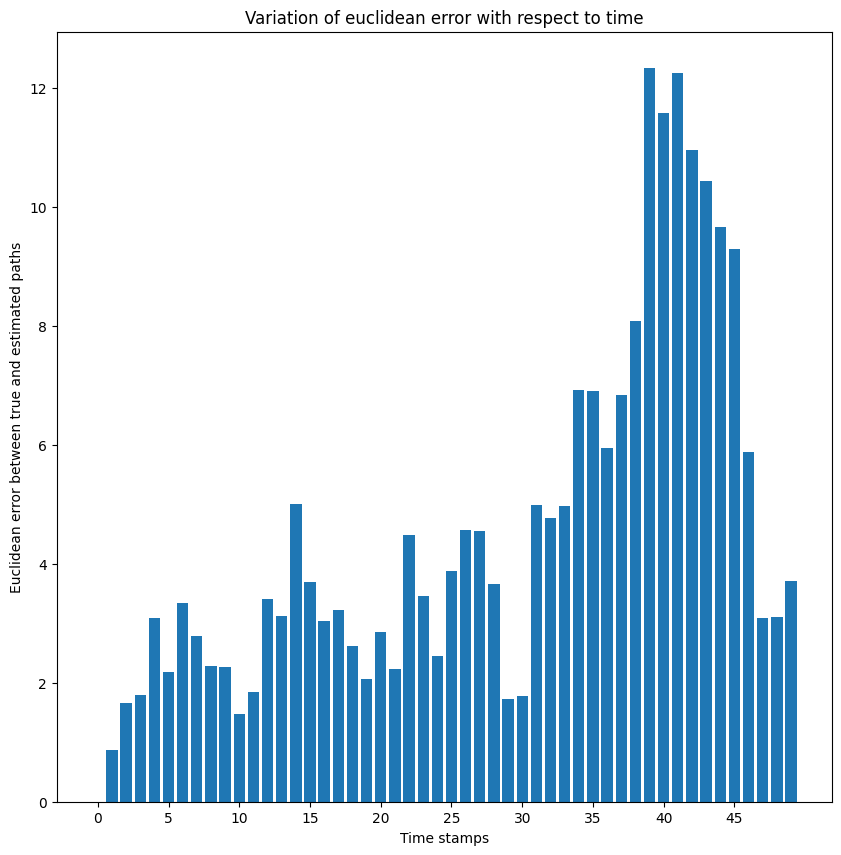 Variation of euclidean error with respect to time
Euclidean error between true and estimated paths
12
10
8
6
4
2
0
0 5 10 15 20 25 30 35 40 45
Time stamps